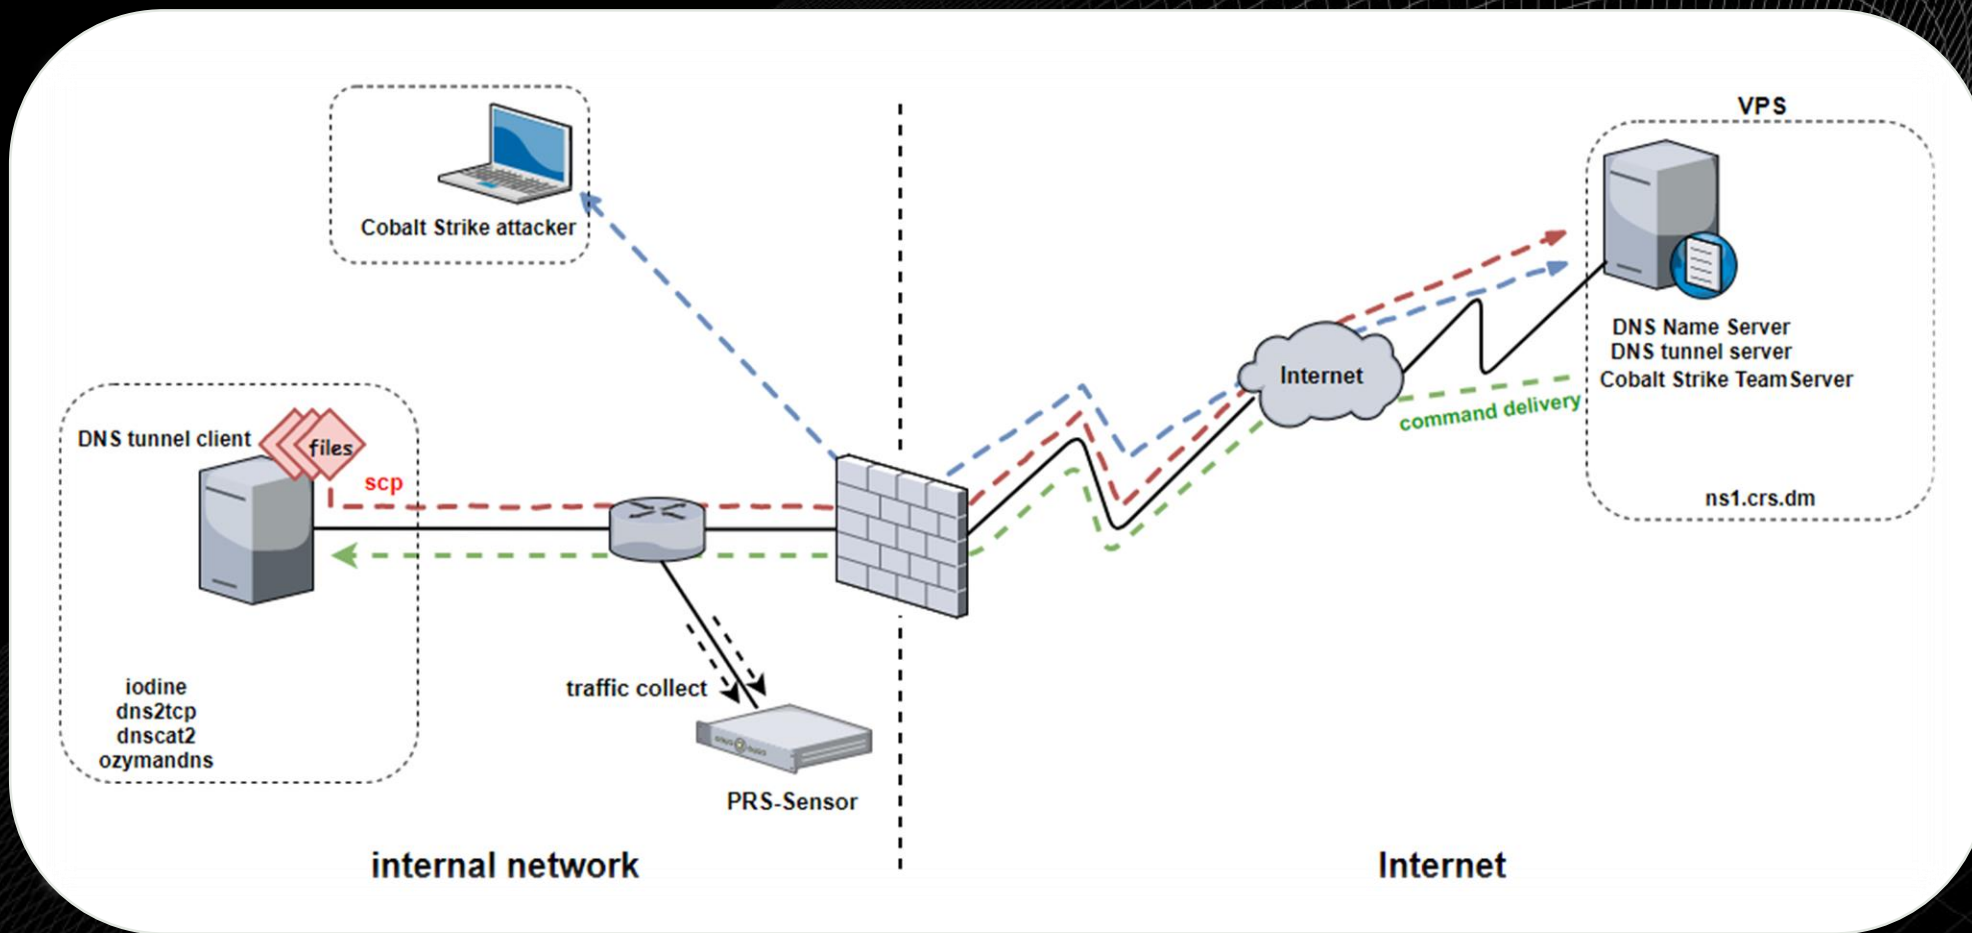 VPS
Cobalt Strike attacker
Internet
DNS Name Server
DNS tunnel server
Cobalt Strike TeamServer
command delivery
DNS tunnel client
files
scp
ns1.crs.dm
iodine
dns2tcp
dnscat2
ozymandns
traffic collect
PRS-Sensor
internal network
Internet